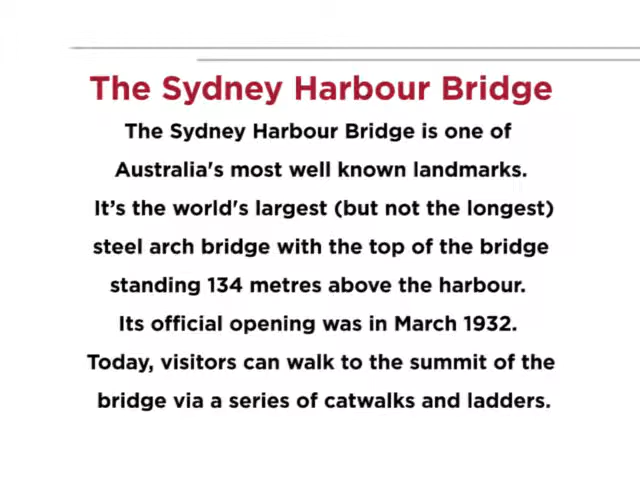 The Sydney Harbour Bridge
The Sydney Harbour Bridge is one of
Australia's most well known landmarks.
It’s the world's largest (but not the longest)
steel arch bridge with the top of the bridge
standing 134 metres above the harbour.
Its official opening was in March 1932.
Today, visitors can walk to the summit of the
bridge via a series of catwalks and ladders.